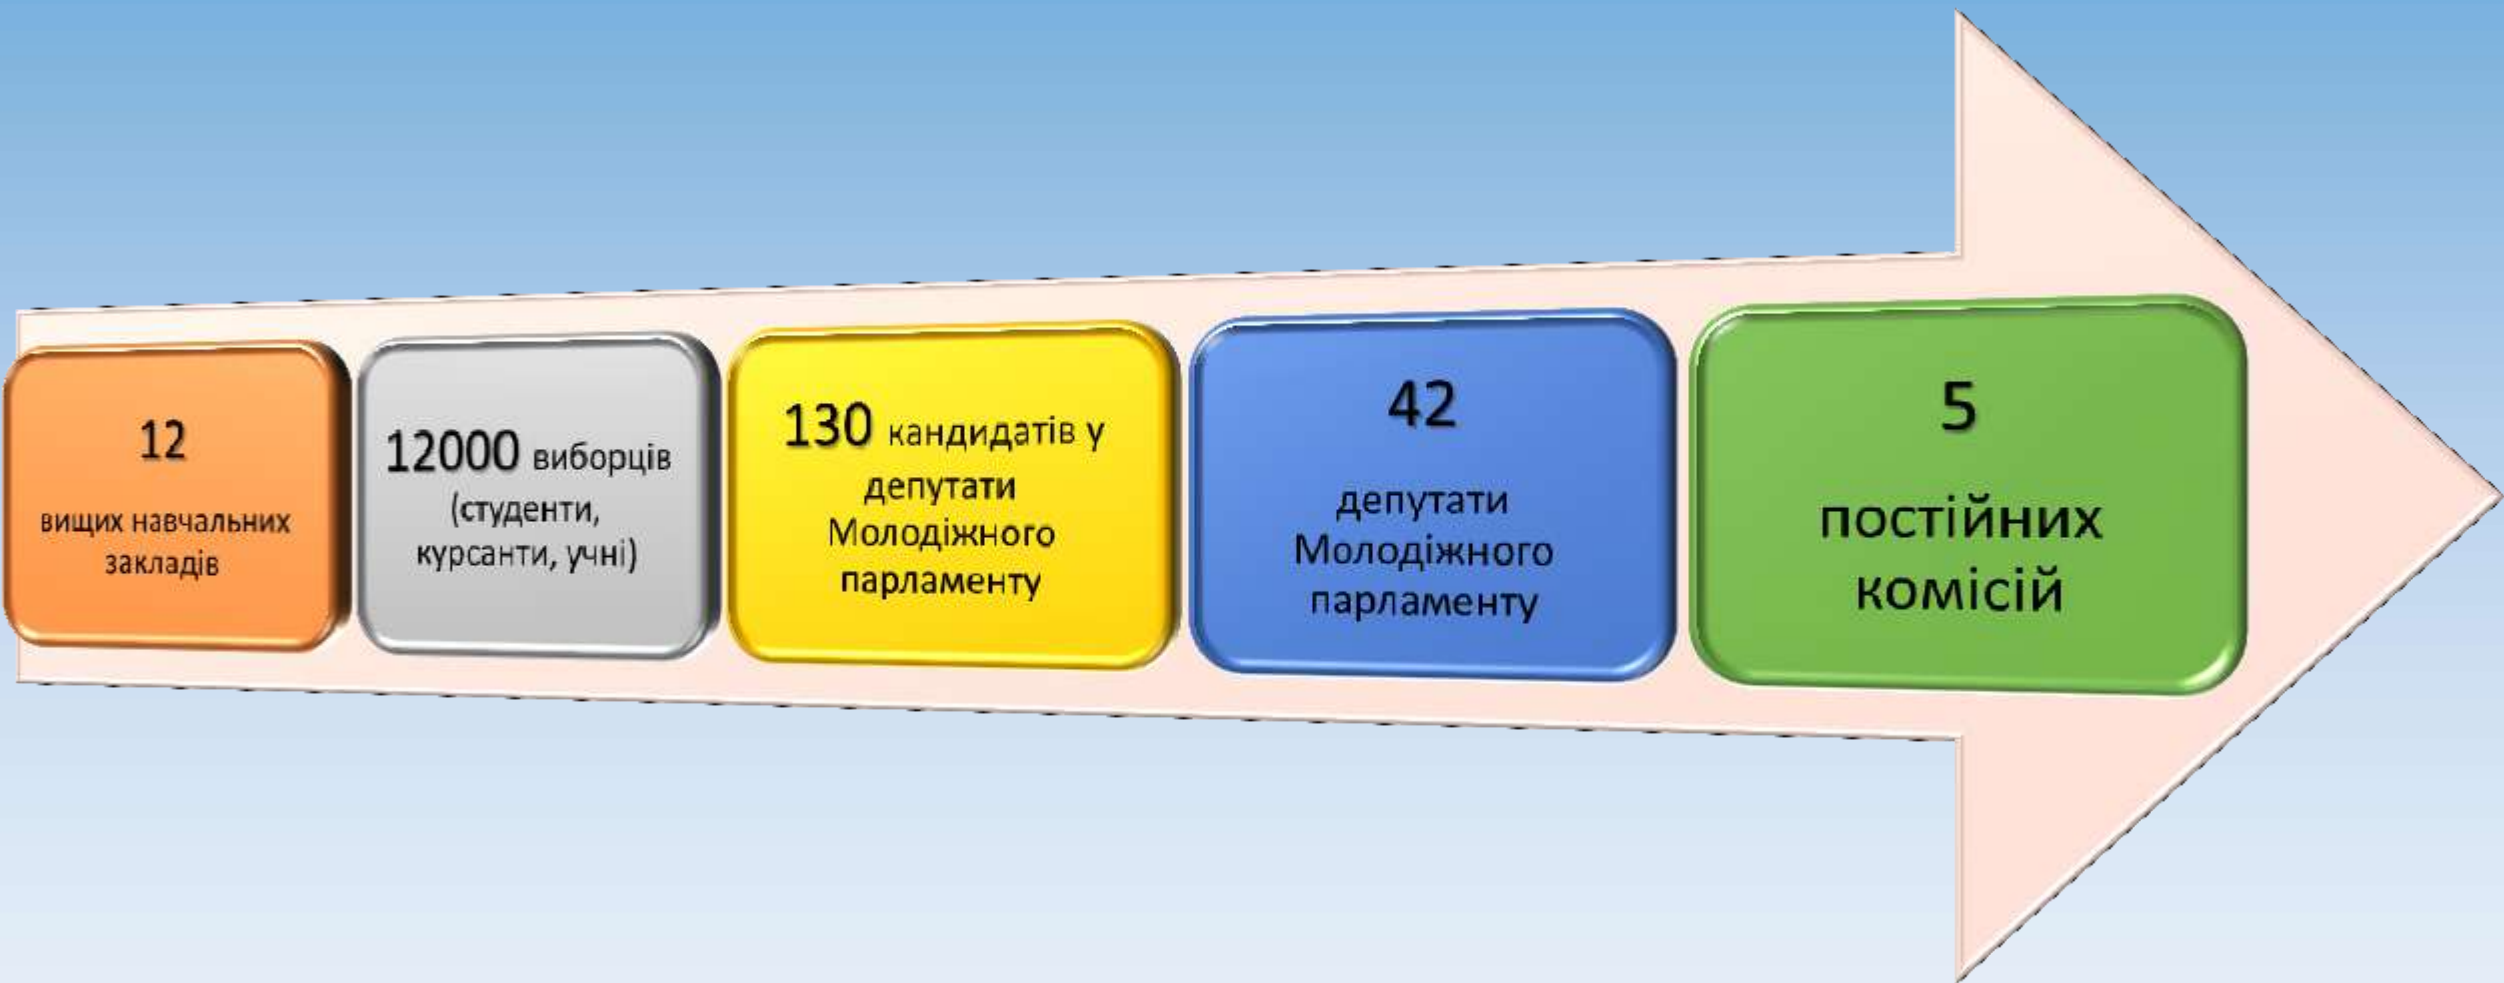 12
вищих навчальних
закладів
12000 виборців
(студенти,
курсанти, учні)
130 кандидатів у
депутати
Молодіжного
парламенту
42
депутати
Молодіжного
парламенту
5
постійних
комісій